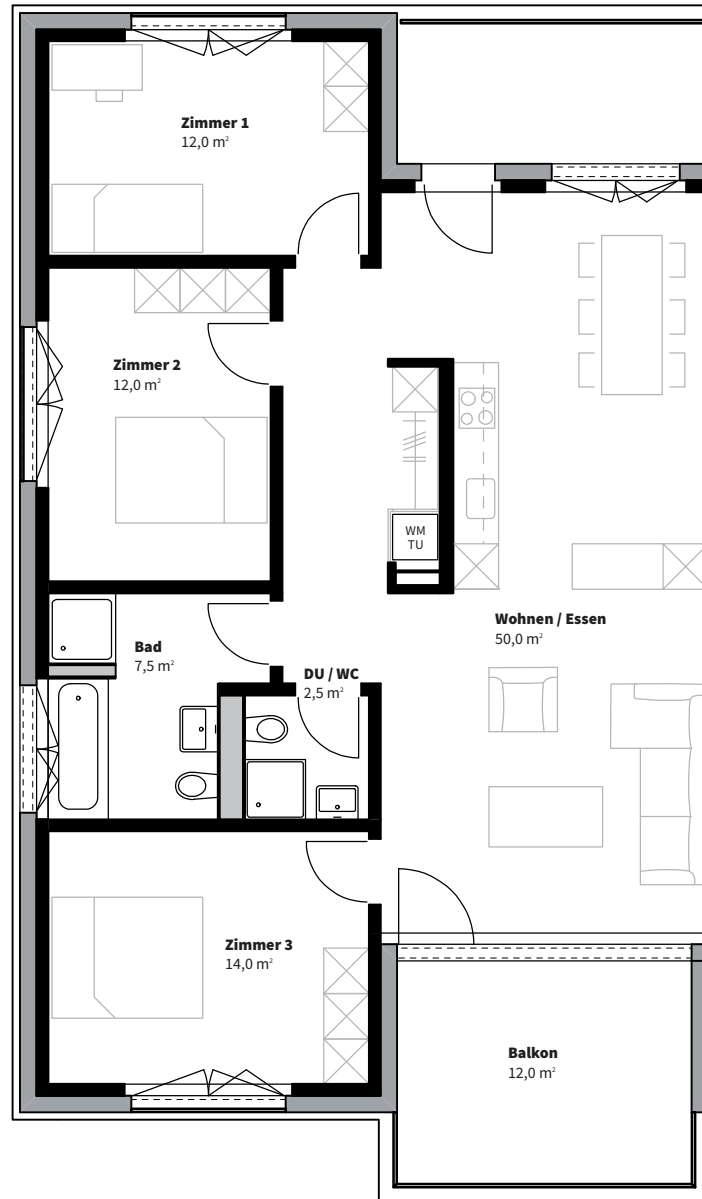 Zimmer 1
12,0 m²
Zimmer 2
12,0 m²
WM
TU
Wohnen / Essen
50,0 m²
Bad
7,5 m²
DU / WC
2,5 m²
Zimmer 3
14,0 m²
Balkon
12,0 m²